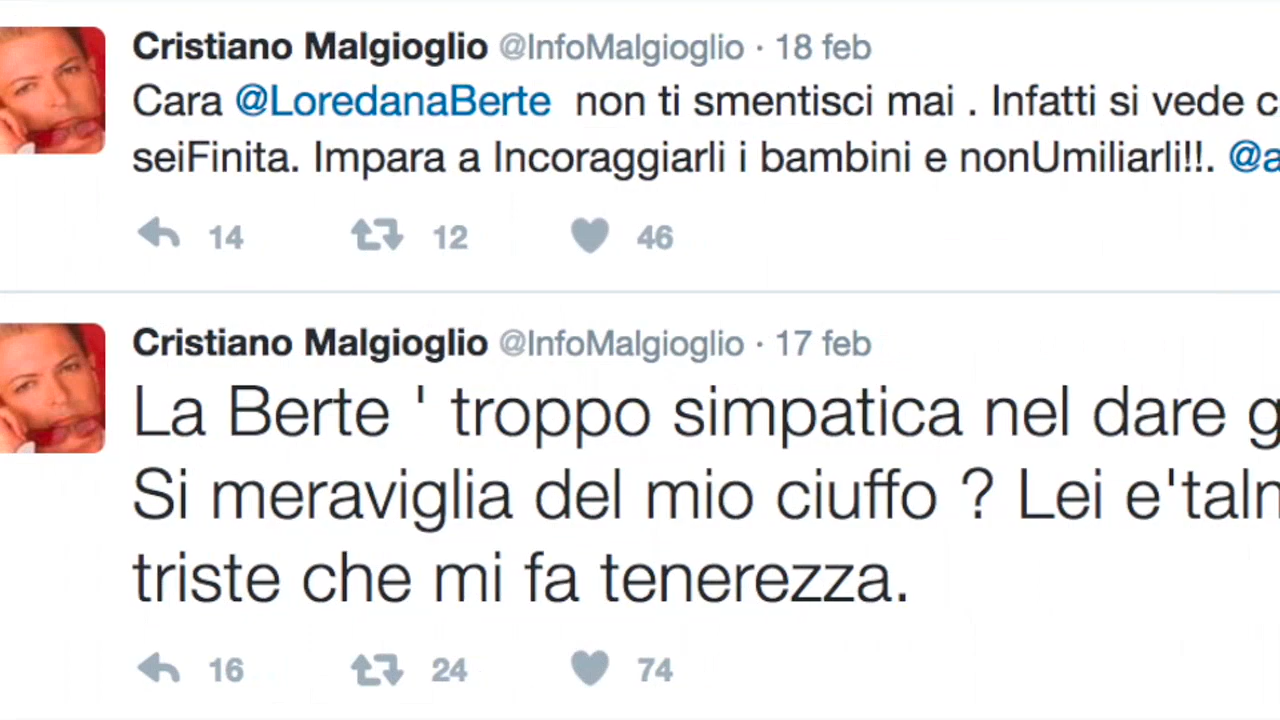 Cristiano Malgioglio @InfoMalgioglio · 18 feb
Cara @LoredanaBerte non ti smentisci mai . Infatti si vede
seiFinita. Impara a Incoraggiarli i bambini e nonUmiliarli!!.
14 12 46
Cristiano Malgioglio @InfoMalgioglio · 17 feb
La Berte ' troppo simpatica nel dare
Si meraviglia del mio ciuffo ? Lei
triste che mi fa tenerezza.
16 24 74